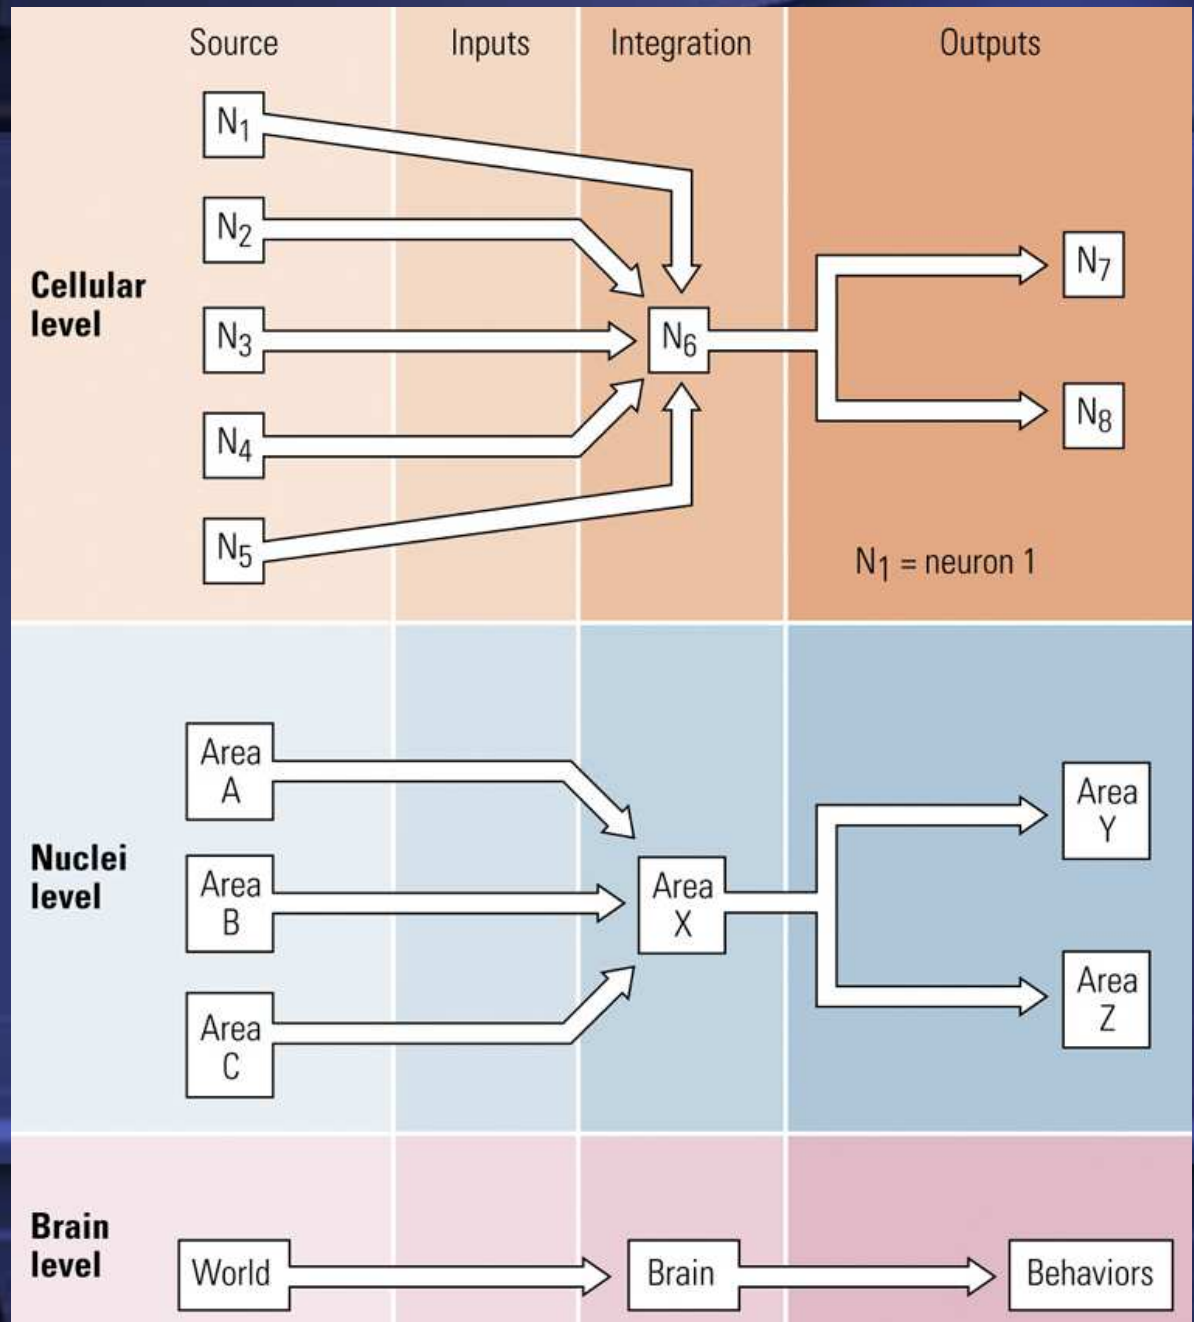 Source Inputs Integration Outputs
Cellular
level
N₁
N₂
N₃
N₄
N₅
N₆
N₇
N₈
N₁ = neuron 1
Nuclei
level
Area
A
Area
B
Area
C
Area
X
Area
Y
Area
Z
Brain
level
World Brain Behaviors